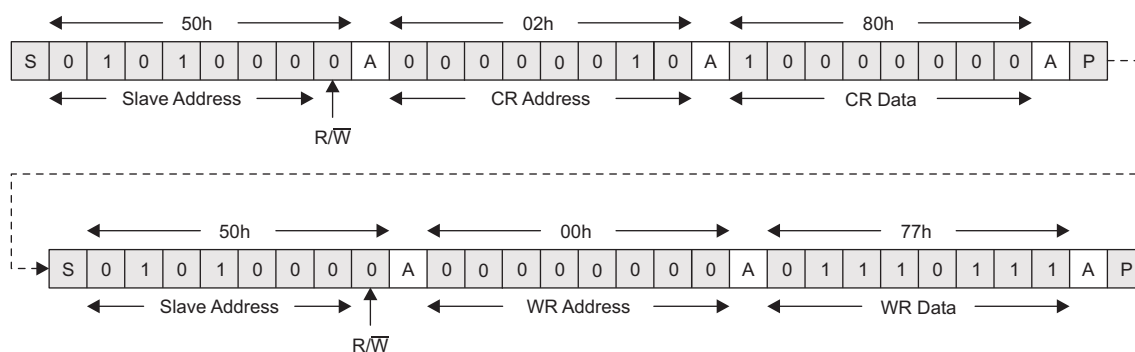 50h 02h 80h
S 0 1 0 1 0 0 0 0 A 0 0 0 0 0 0 1 0 A 1 0 0 0 0 0 0 0 A P
Slave Address CR Address CR Data
R/W̅
50h 00h 77h
S 0 1 0 1 0 0 0 0 A 0 0 0 0 0 0 0 0 A 0 1 1 1 0 1 1 1 A P
Slave Address WR Address WR Data
R/W̅